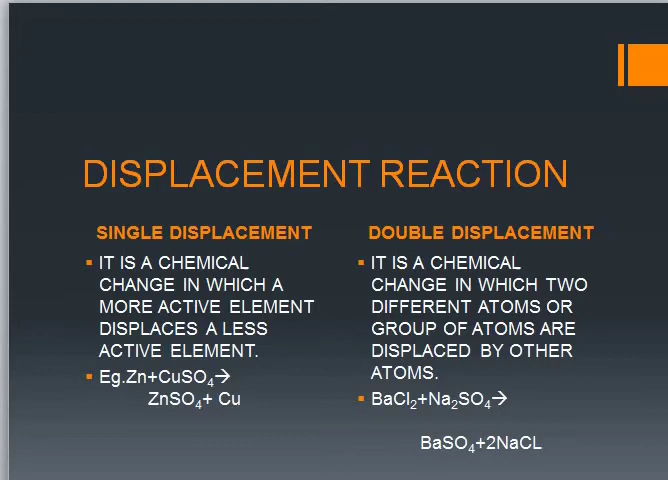 DISPLACEMENT REACTION
SINGLE DISPLACEMENT
▪ IT IS A CHEMICAL
CHANGE IN WHICH A
MORE ACTIVE ELEMENT
DISPLACES A LESS
ACTIVE ELEMENT.
▪ Eg.Zn+CuSO₄→
ZnSO₄+ Cu
DOUBLE DISPLACEMENT
▪ IT IS A CHEMICAL
CHANGE IN WHICH TWO
DIFFERENT ATOMS OR
GROUP OF ATOMS ARE
DISPLACED BY OTHER
ATOMS.
▪ BaCl₂+Na₂SO₄→
BaSO₄+2NaCL